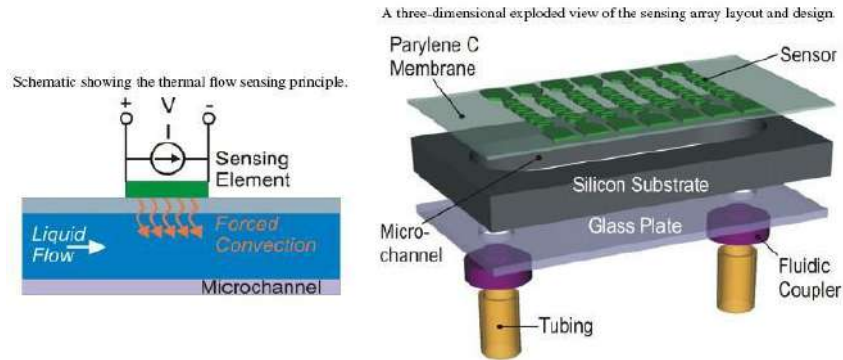 A three-dimensional exploded view of the sensing array layout and design.
Parylene C
Membrane
Sensor
Schematic showing the thermal flow sensing principle.
+ V -
I
Sensing
Element
Silicon Substrate
Liquid
Flow
Forced
Convection
Micro-
channel
Glass Plate
Fluidic
Coupler
Microchannel
Tubing